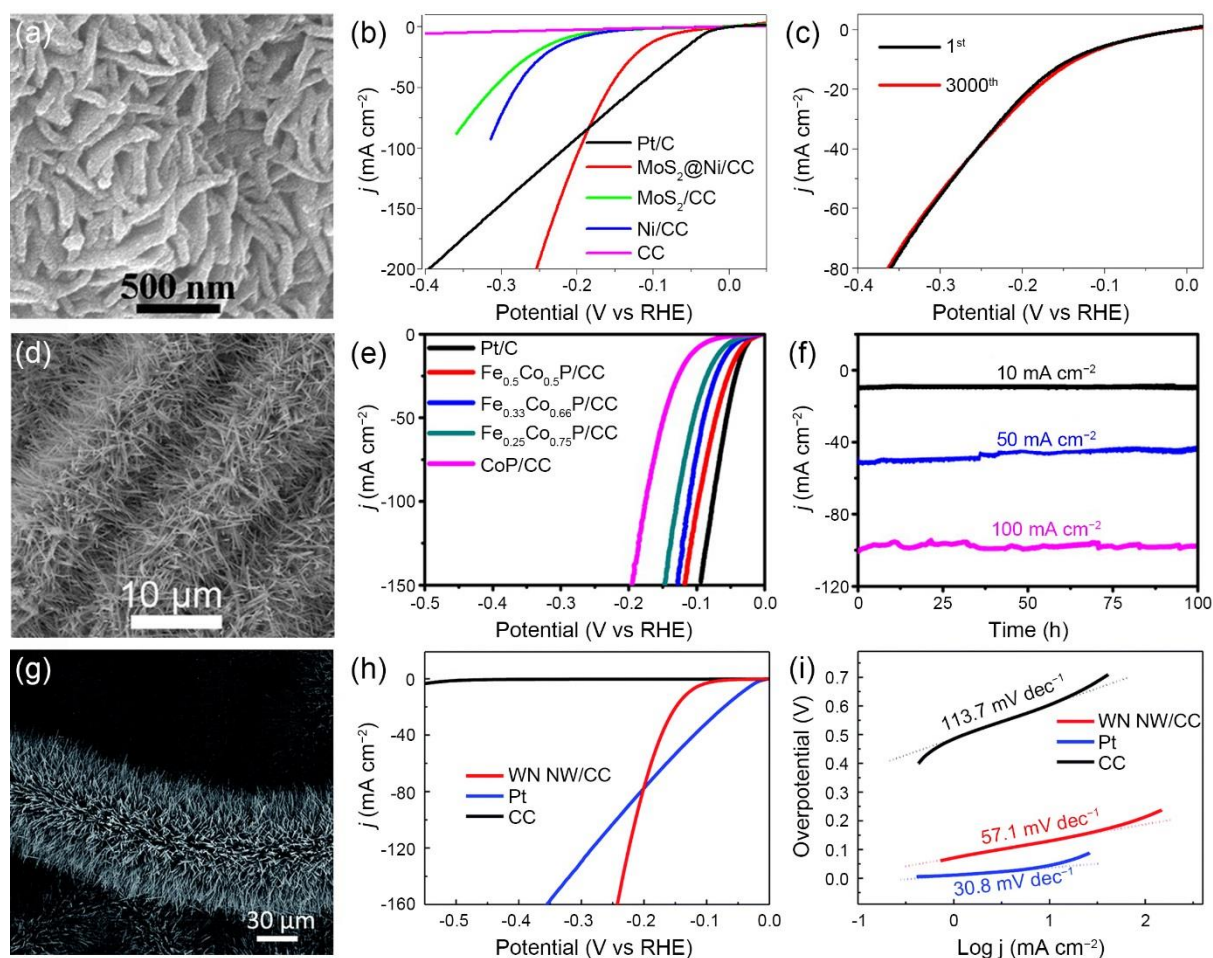 (a)
500 nm
(b)
0
-50
-100
-150
-200
j (mA cm⁻²)
Pt/C
MoS₂@Ni/CC
MoS₂/CC
Ni/CC
CC
-0.4 -0.3 -0.2 -0.1 0.0
Potential (V vs RHE)
(c)
0
-20
-40
-60
-80
j (mA cm⁻²)
1ˢᵗ
3000ᵗʰ
-0.3 -0.2 -0.1 0.0
Potential (V vs RHE)
(d)
10 µm
(e)
0
-50
-100
-150
j (mA cm⁻²)
Pt/C
Fe₀.₅Co₀.₅P/CC
Fe₀.₃₃Co₀.₆₆P/CC
Fe₀.₂₅Co₀.₇₅P/CC
CoP/CC
-0.5 -0.4 -0.3 -0.2 -0.1 0.0
Potential (V vs RHE)
(f)
0
-40
-80
-120
j (mA cm⁻²)
10 mA cm⁻²
50 mA cm⁻²
100 mA cm⁻²
0 25 50 75 100
Time (h)
(g)
30 µm
(h)
0
-40
-80
-120
-160
j (mA cm⁻²)
WN NW/CC
Pt
CC
-0.5 -0.4 -0.3 -0.2 -0.1 0.0
Potential (V vs RHE)
(i)
0.7
0.6
0.5
0.4
0.3
0.2
0.1
0.0
Overpotential (V)
113.7 mV dec⁻¹
WN NW/CC
Pt
CC
57.1 mV dec⁻¹
30.8 mV dec⁻¹
-1 0 1 2
Log j (mA cm⁻²)